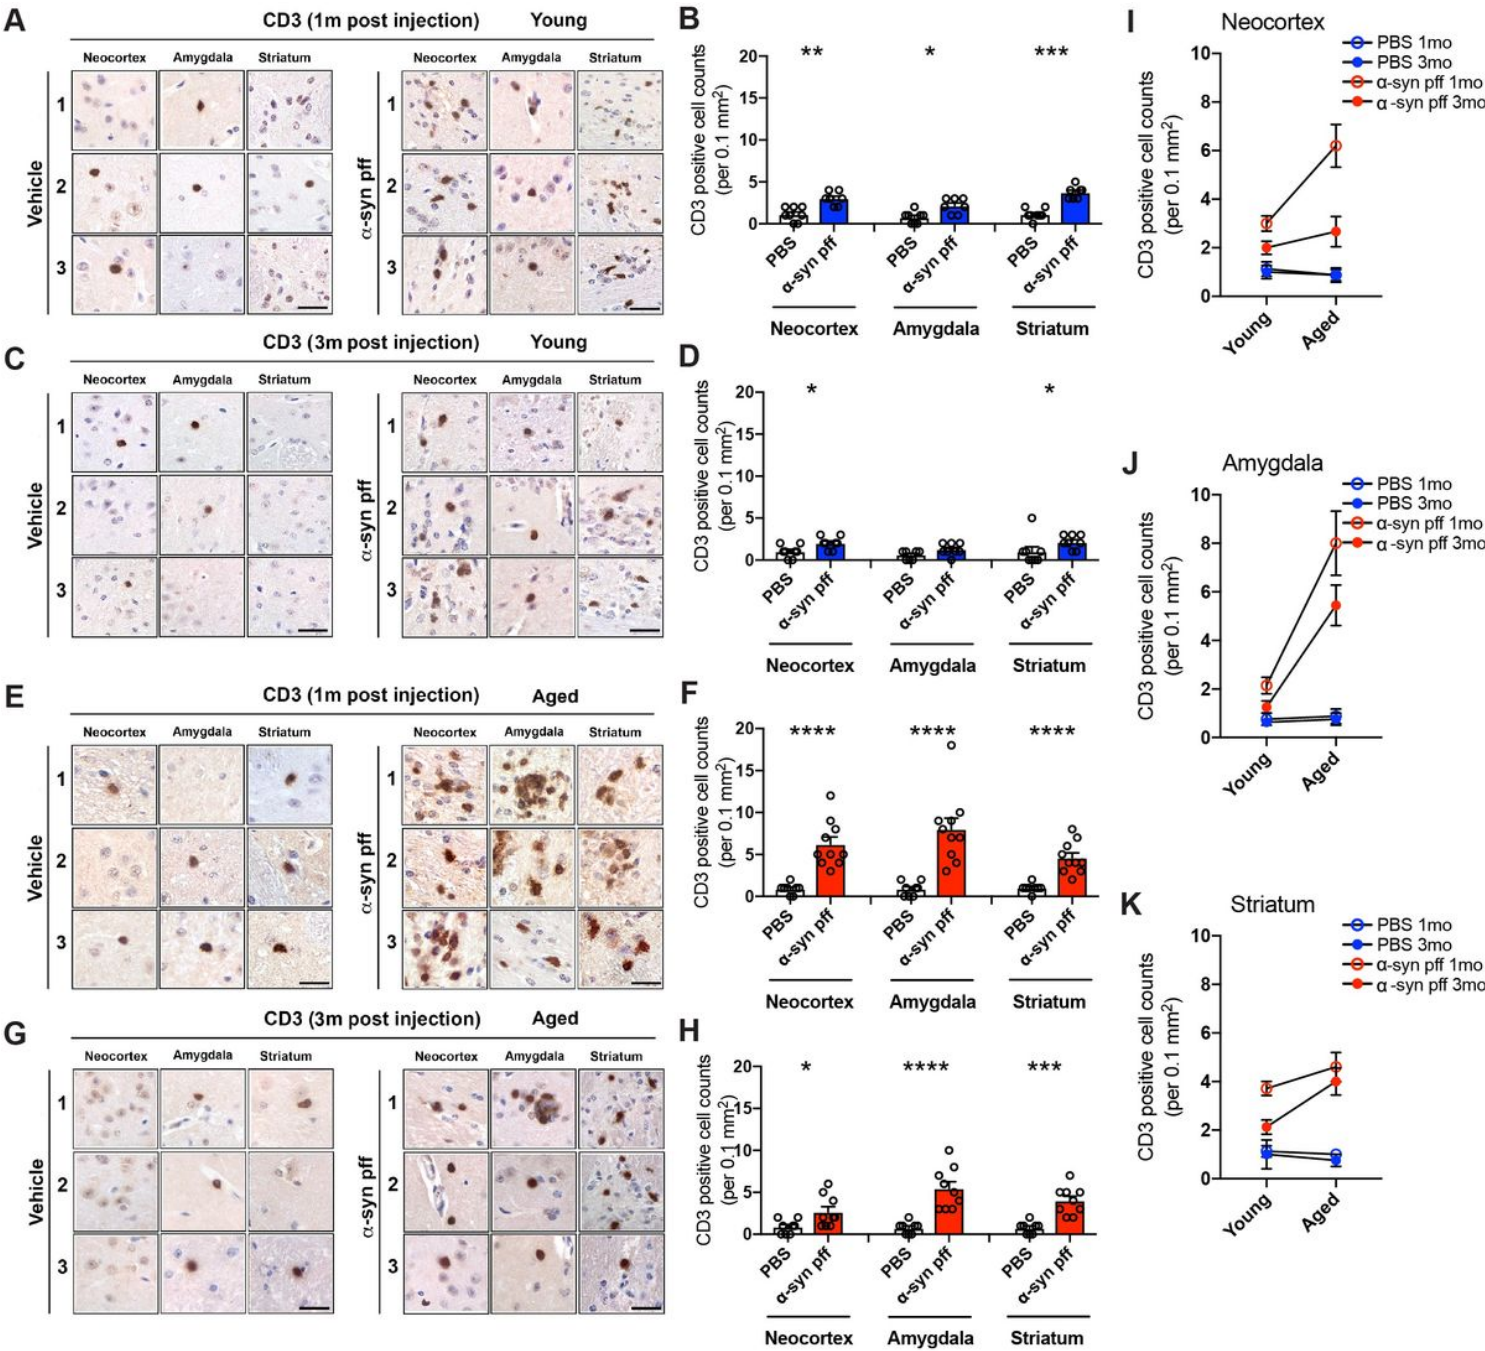 A
CD3 (1m post injection) Young
Neocortex Amygdala Striatum
Neocortex Amygdala Striatum
Vehicle
1
2
3
α-syn pff
1
2
3
B
CD3 positive cell counts
(per 0.1 mm²)
20
15
10
5
0
** * ***
PBS α-syn pff PBS α-syn pff PBS α-syn pff
Neocortex Amygdala Striatum
C
CD3 (3m post injection) Young
Neocortex Amygdala Striatum
Neocortex Amygdala Striatum
Vehicle
1
2
3
α-syn pff
1
2
3
D
CD3 positive cell counts
(per 0.1 mm²)
20
15
10
5
0
* *
PBS α-syn pff PBS α-syn pff PBS α-syn pff
Neocortex Amygdala Striatum
E
CD3 (1m post injection) Aged
Neocortex Amygdala Striatum
Neocortex Amygdala Striatum
Vehicle
1
2
3
α-syn pff
1
2
3
F
CD3 positive cell counts
(per 0.1 mm²)
20
15
10
5
0
**** **** ****
PBS α-syn pff PBS α-syn pff PBS α-syn pff
Neocortex Amygdala Striatum
G
CD3 (3m post injection) Aged
Neocortex Amygdala Striatum
Neocortex Amygdala Striatum
Vehicle
1
2
3
α-syn pff
1
2
3
H
CD3 positive cell counts
(per 0.1 mm²)
20
15
10
5
0
* **** ***
PBS α-syn pff PBS α-syn pff PBS α-syn pff
Neocortex Amygdala Striatum
I
Neocortex
PBS 1mo
PBS 3mo
α-syn pff 1mo
α-syn pff 3mo
CD3 positive cell counts
(per 0.1 mm²)
10
8
6
4
2
0
Young Aged
J
Amygdala
PBS 1mo
PBS 3mo
α-syn pff 1mo
α-syn pff 3mo
CD3 positive cell counts
(per 0.1 mm²)
10
8
6
4
2
0
Young Aged
K
Striatum
PBS 1mo
PBS 3mo
α-syn pff 1mo
α-syn pff 3mo
CD3 positive cell counts
(per 0.1 mm²)
10
8
6
4
2
0
Young Aged